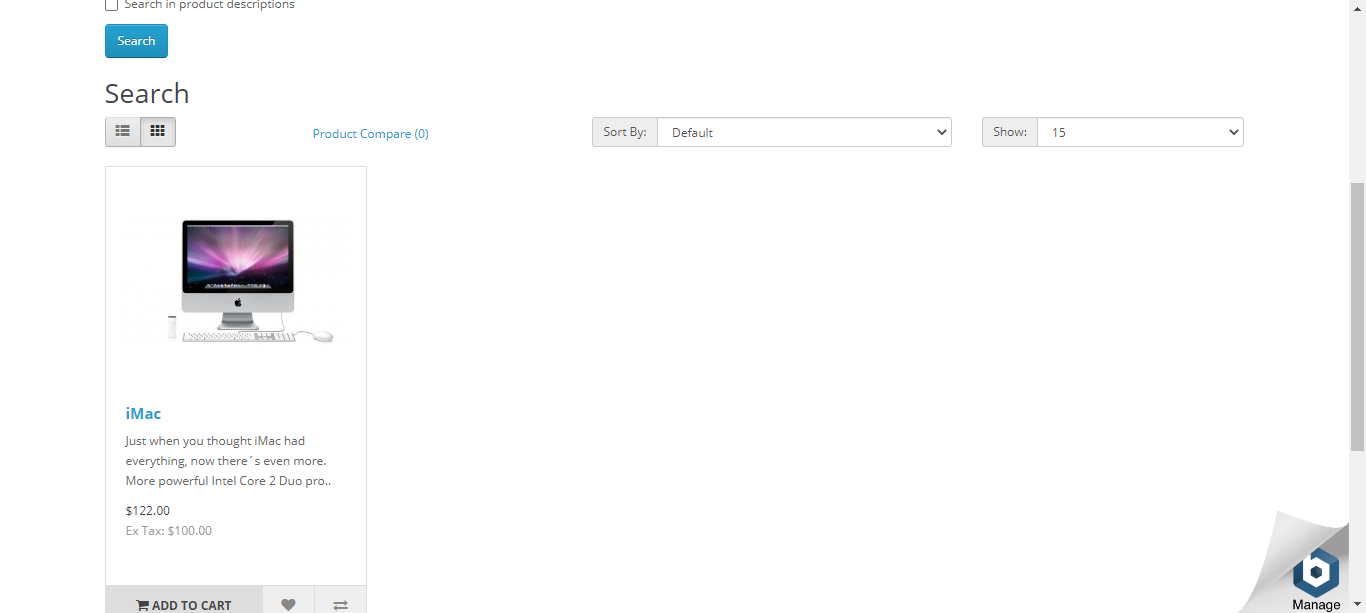 Search in product descriptions
Search
Search
Product Compare (0)
Sort By:
Default
Show:
15
iMac
Just when you thought iMac had
everything, now there´s even more.
More powerful Intel Core 2 Duo pro..
$122.00
Ex Tax: $100.00
ADD TO CART
Manage